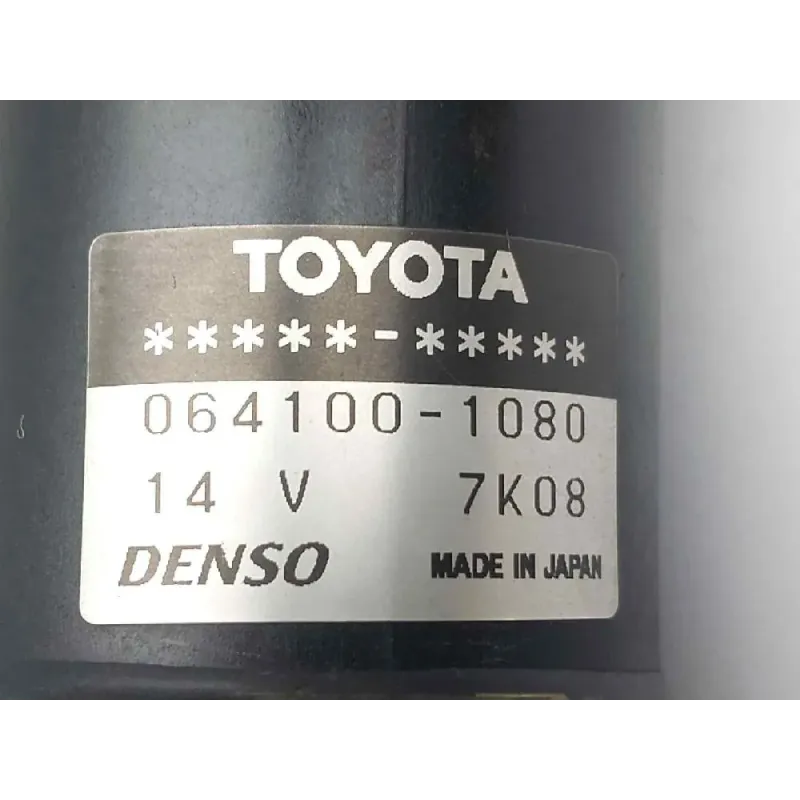 TOYOTA
*****-*****
064100-1080
14 V 7K08
DENSO MADE IN JAPAN